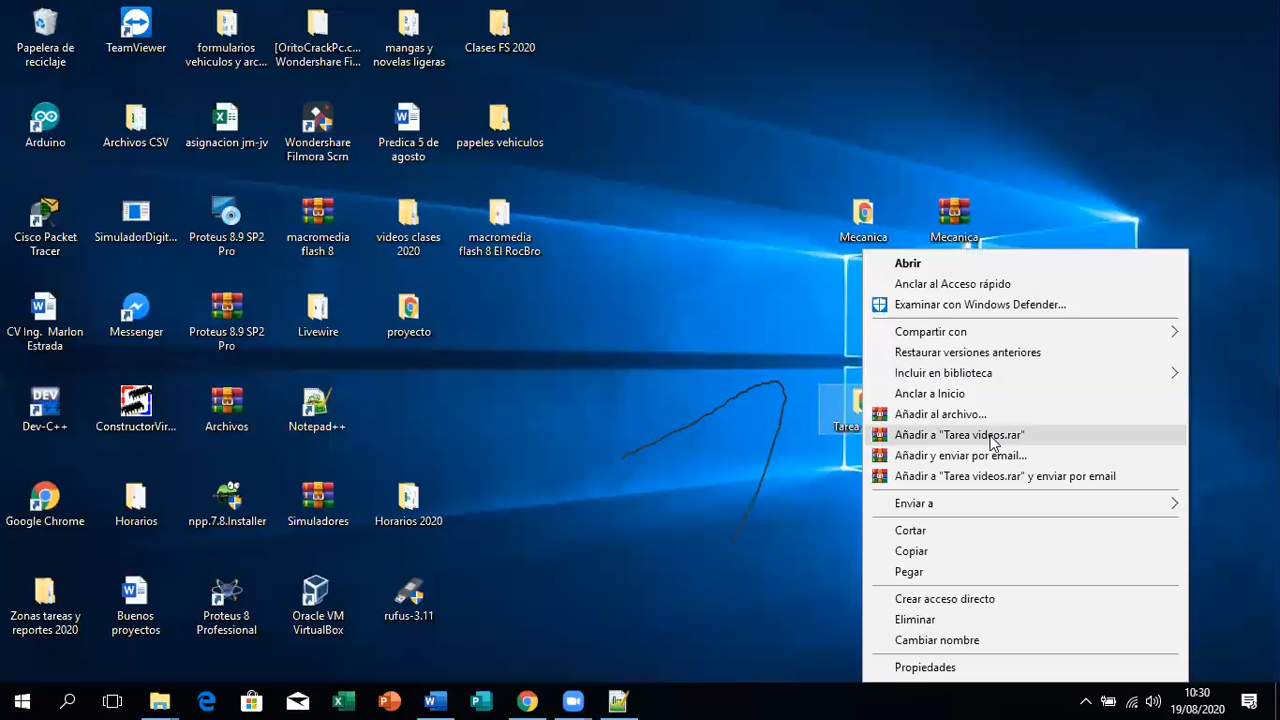 Papelera de
reciclaje
TeamViewer
formularios
vehiculos y arc...
[OritoCrackPc.c...
Wondershare Fi...
mangas y
novelas ligeras
Clases FS 2020
Arduino
Archivos CSV
asignacion jm-jv
Wondershare
Filmora Scrn
Predica 5 de
agosto
papeles vehiculos
Cisco Packet
Tracer
SimuladorDigit...
Proteus 8.9 SP2
Pro
macromedia
flash 8
videos clases
2020
macromedia
flash 8 El RocBro
Mecanica
Mecanica
CV Ing. Marlon
Estrada
Messenger
Proteus 8.9 SP2
Pro
Livewire
proyecto
DEV
Dev-C++
ConstructorVir...
Archivos
Notepad++
Tarea
Google Chrome
Horarios
npp.7.8.Installer
Simuladores
Horarios 2020
Zonas tareas y
reportes 2020
Buenos
proyectos
Proteus 8
Professional
Oracle VM
VirtualBox
rufus-3.11
Abrir
Anclar al Acceso rápido
Examinar con Windows Defender...
Compartir con
Restaurar versiones anteriores
Incluir en biblioteca
Anclar a Inicio
Añadir al archivo...
Añadir a "Tarea videos.rar"
Añadir y enviar por email...
Añadir a "Tarea videos.rar" y enviar por email
Enviar a
Cortar
Copiar
Pegar
Crear acceso directo
Eliminar
Cambiar nombre
Propiedades
10:30
19/08/2020